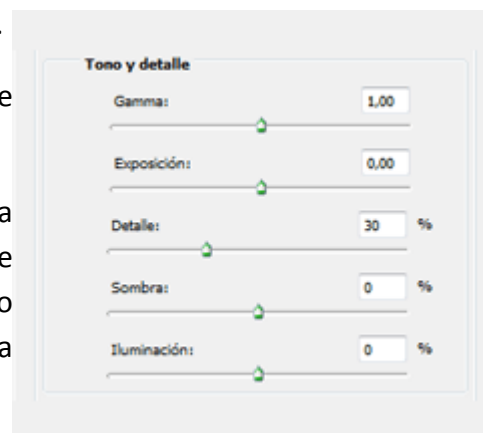 .
Tono y detalle
e
Gamma: 1,00
Exposición: 0,00
a
Detalle: 30 %
e
Sombra: 0 %
o
a
Iluminación: 0 %